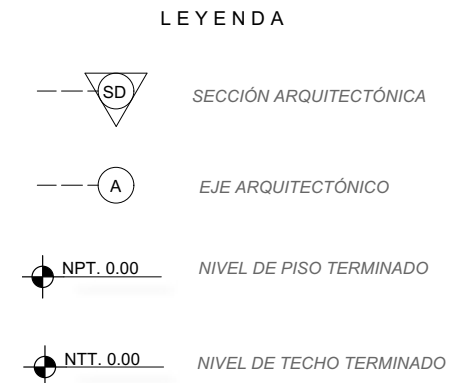 LEYENDA
SD SECCIÓN ARQUITECTÓNICA
A EJE ARQUITECTÓNICO
NPT. 0.00 NIVEL DE PISO TERMINADO
NTT. 0.00 NIVEL DE TECHO TERMINADO